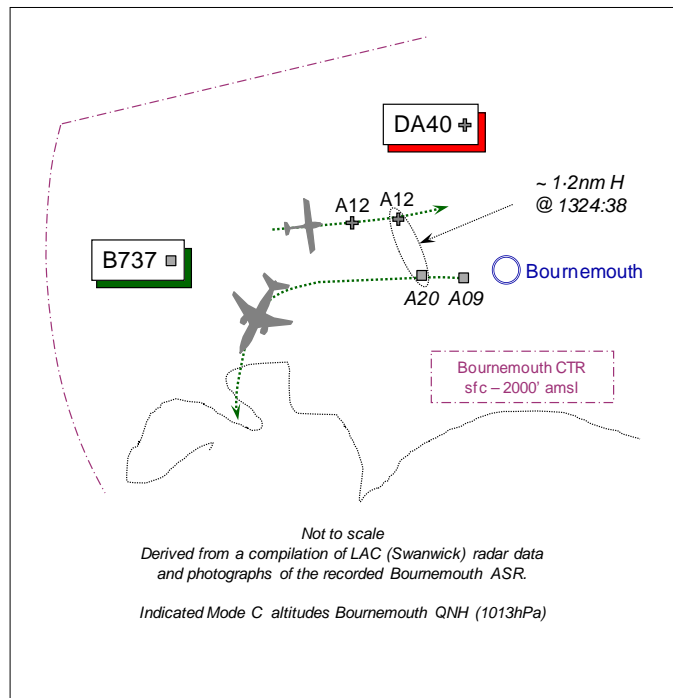 DA40
A12 A12
~ 1·2nm H
@ 1324:38
B737
Bournemouth
A20 A09
Bournemouth CTR
sfc – 2000' amsl
Not to scale
Derived from a compilation of LAC (Swanwick) radar data
and photographs of the recorded Bournemouth ASR.
Indicated Mode C altitudes Bournemouth QNH (1013hPa)